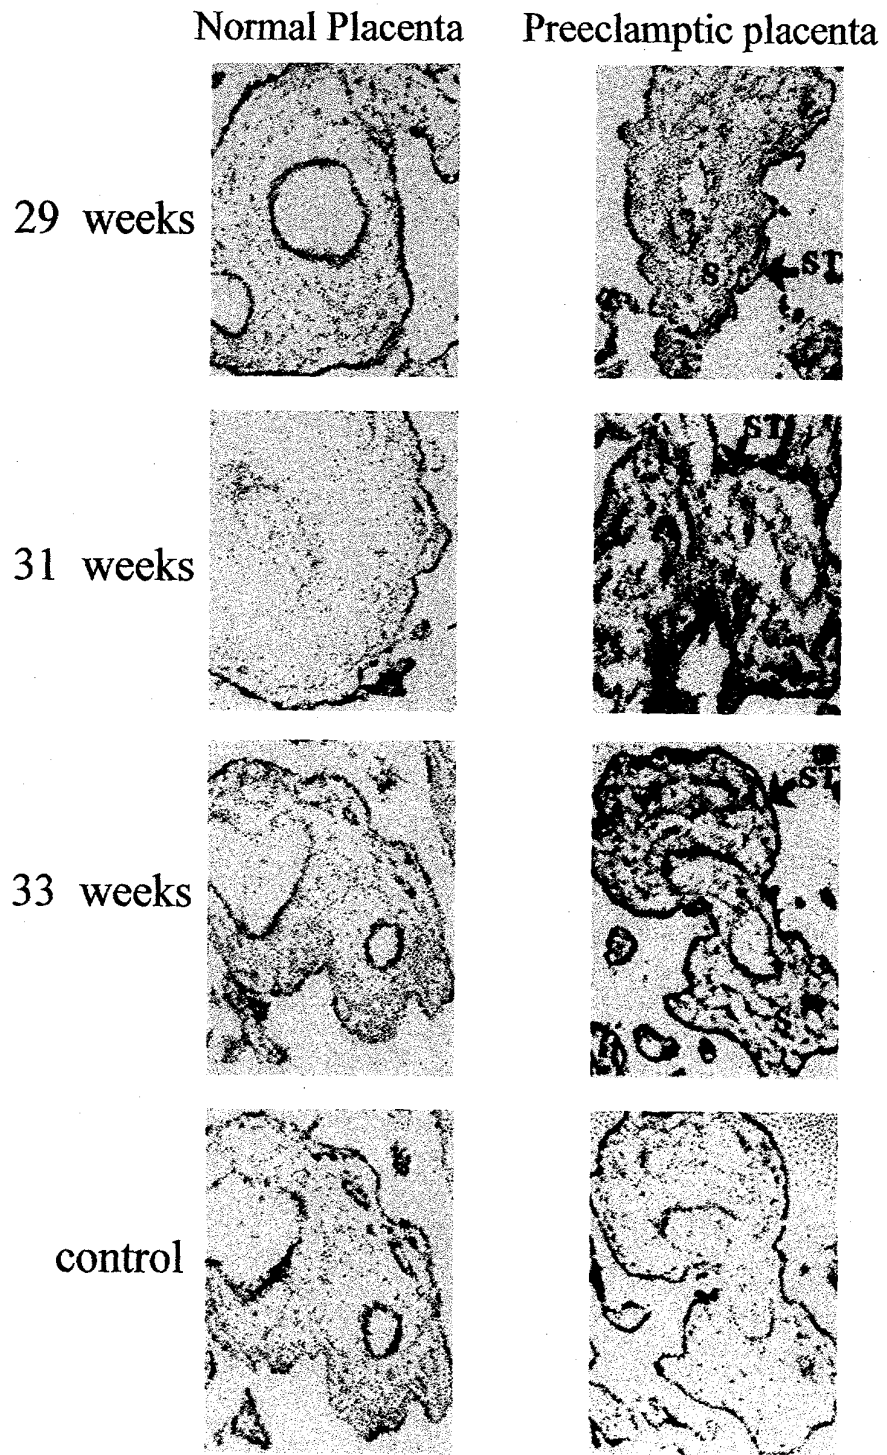 Normal Placenta
Preeclamptic placenta
29 weeks
S
ST
ST
31 weeks
33 weeks
ST
control